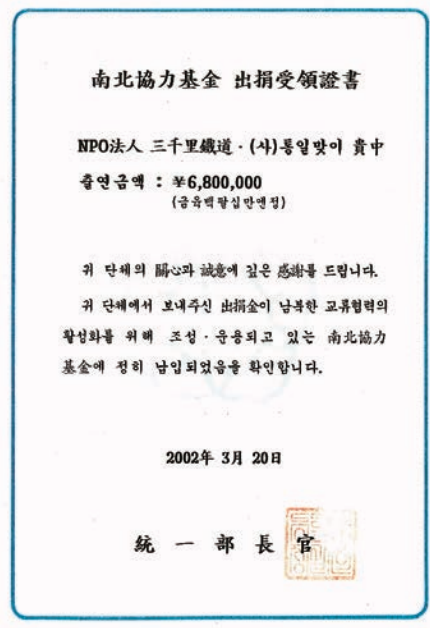 南北協力基金 出捐受領證書
NPO法人 三千里鐵道·(사)통일맞이 貴中
출연금액 : ¥6,800,000
(금육백팔십만엔정)
귀 단체의 關心과 誠意에 깊은 感謝를 드립니다.
귀 단체에서 보내주신 出捐金이 남북한 교류협력의
활성화를 위해 조성·운용되고 있는 南北協力
基金에 정히 납입되었음을 확인합니다.
2002年 3月 20日
統一部長官